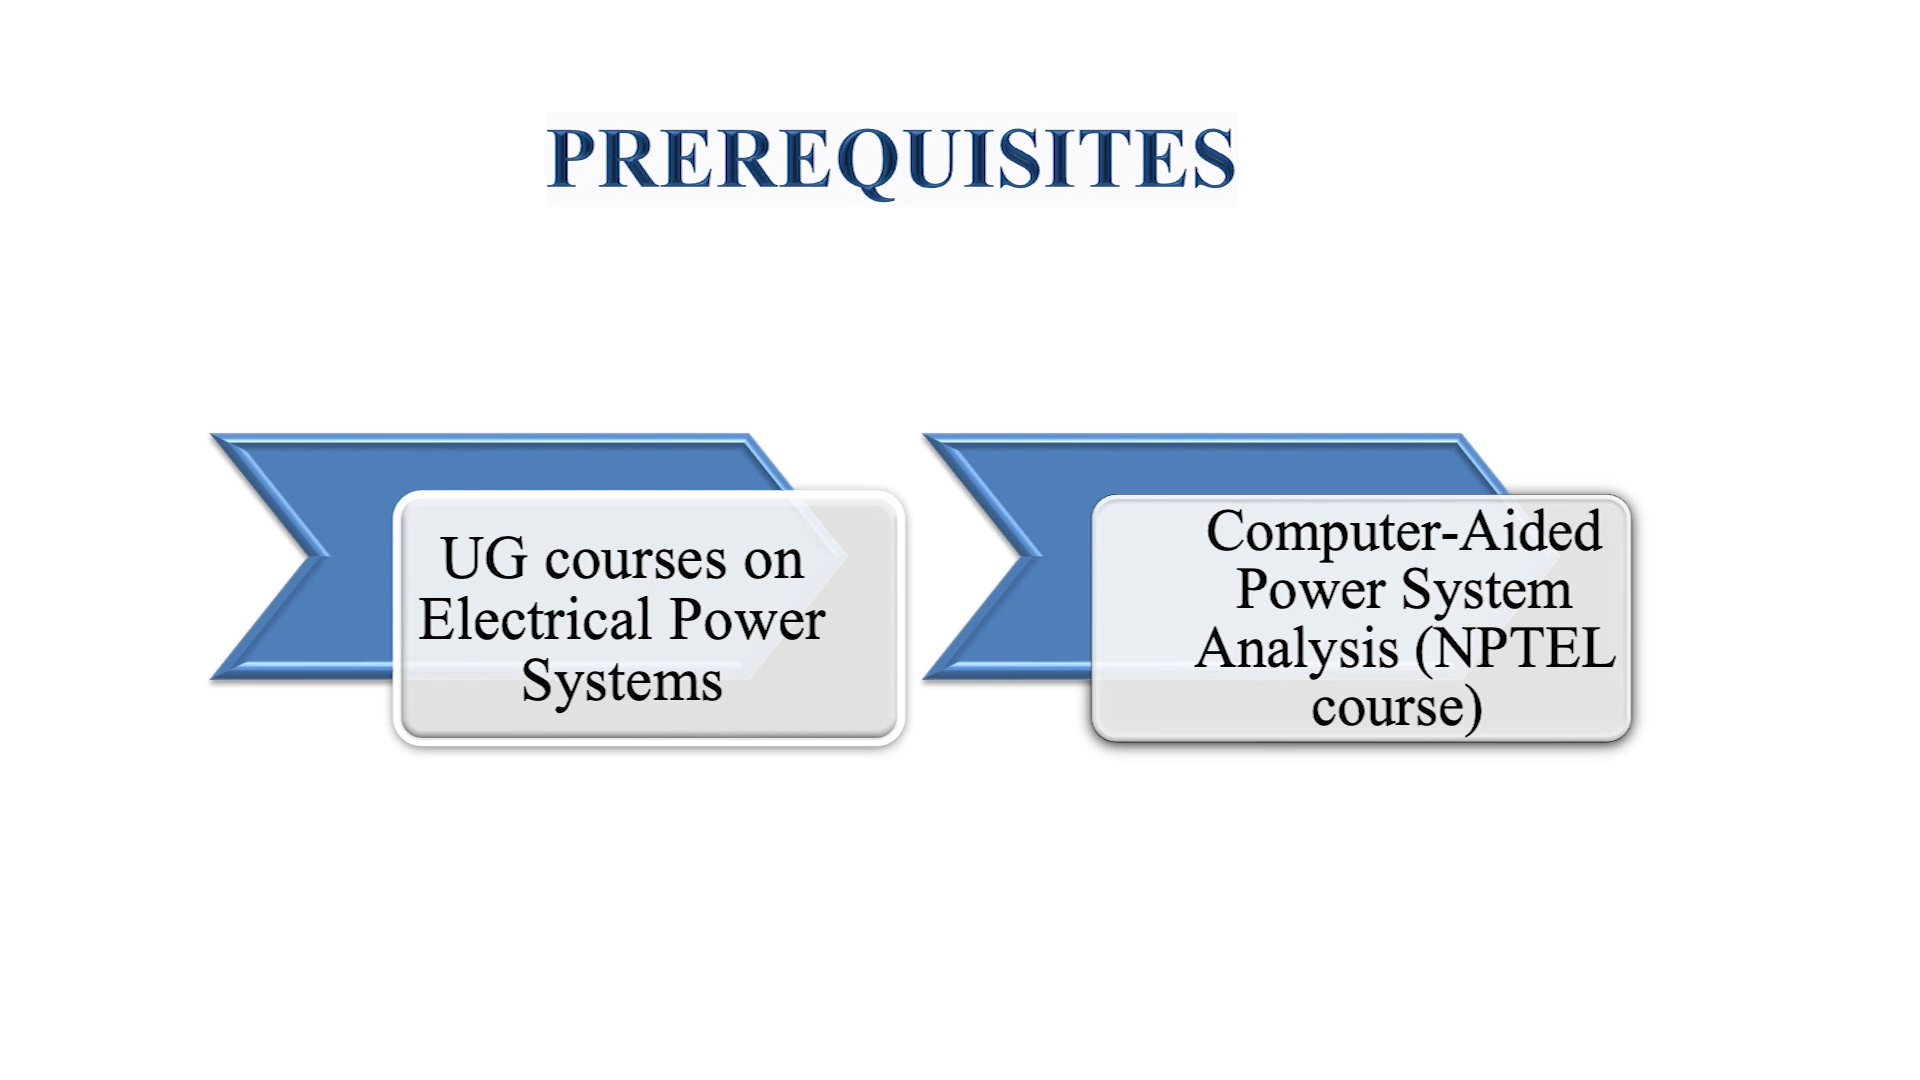 PREREQUISITES
UG courses on
Electrical Power
Systems
Computer-Aided
Power System
Analysis (NPTEL
course)